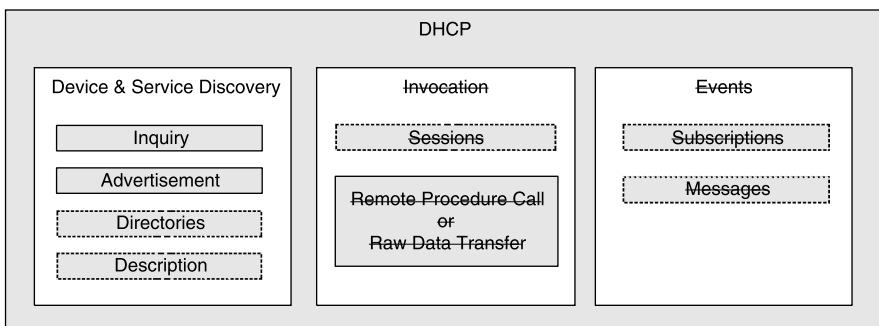 DHCP
Device & Service Discovery
Inquiry
Advertisement
Directories
Description
Invocation
Sessions
Remote Procedure Call
or
Raw Data Transfer
Events
Subscriptions
Messages